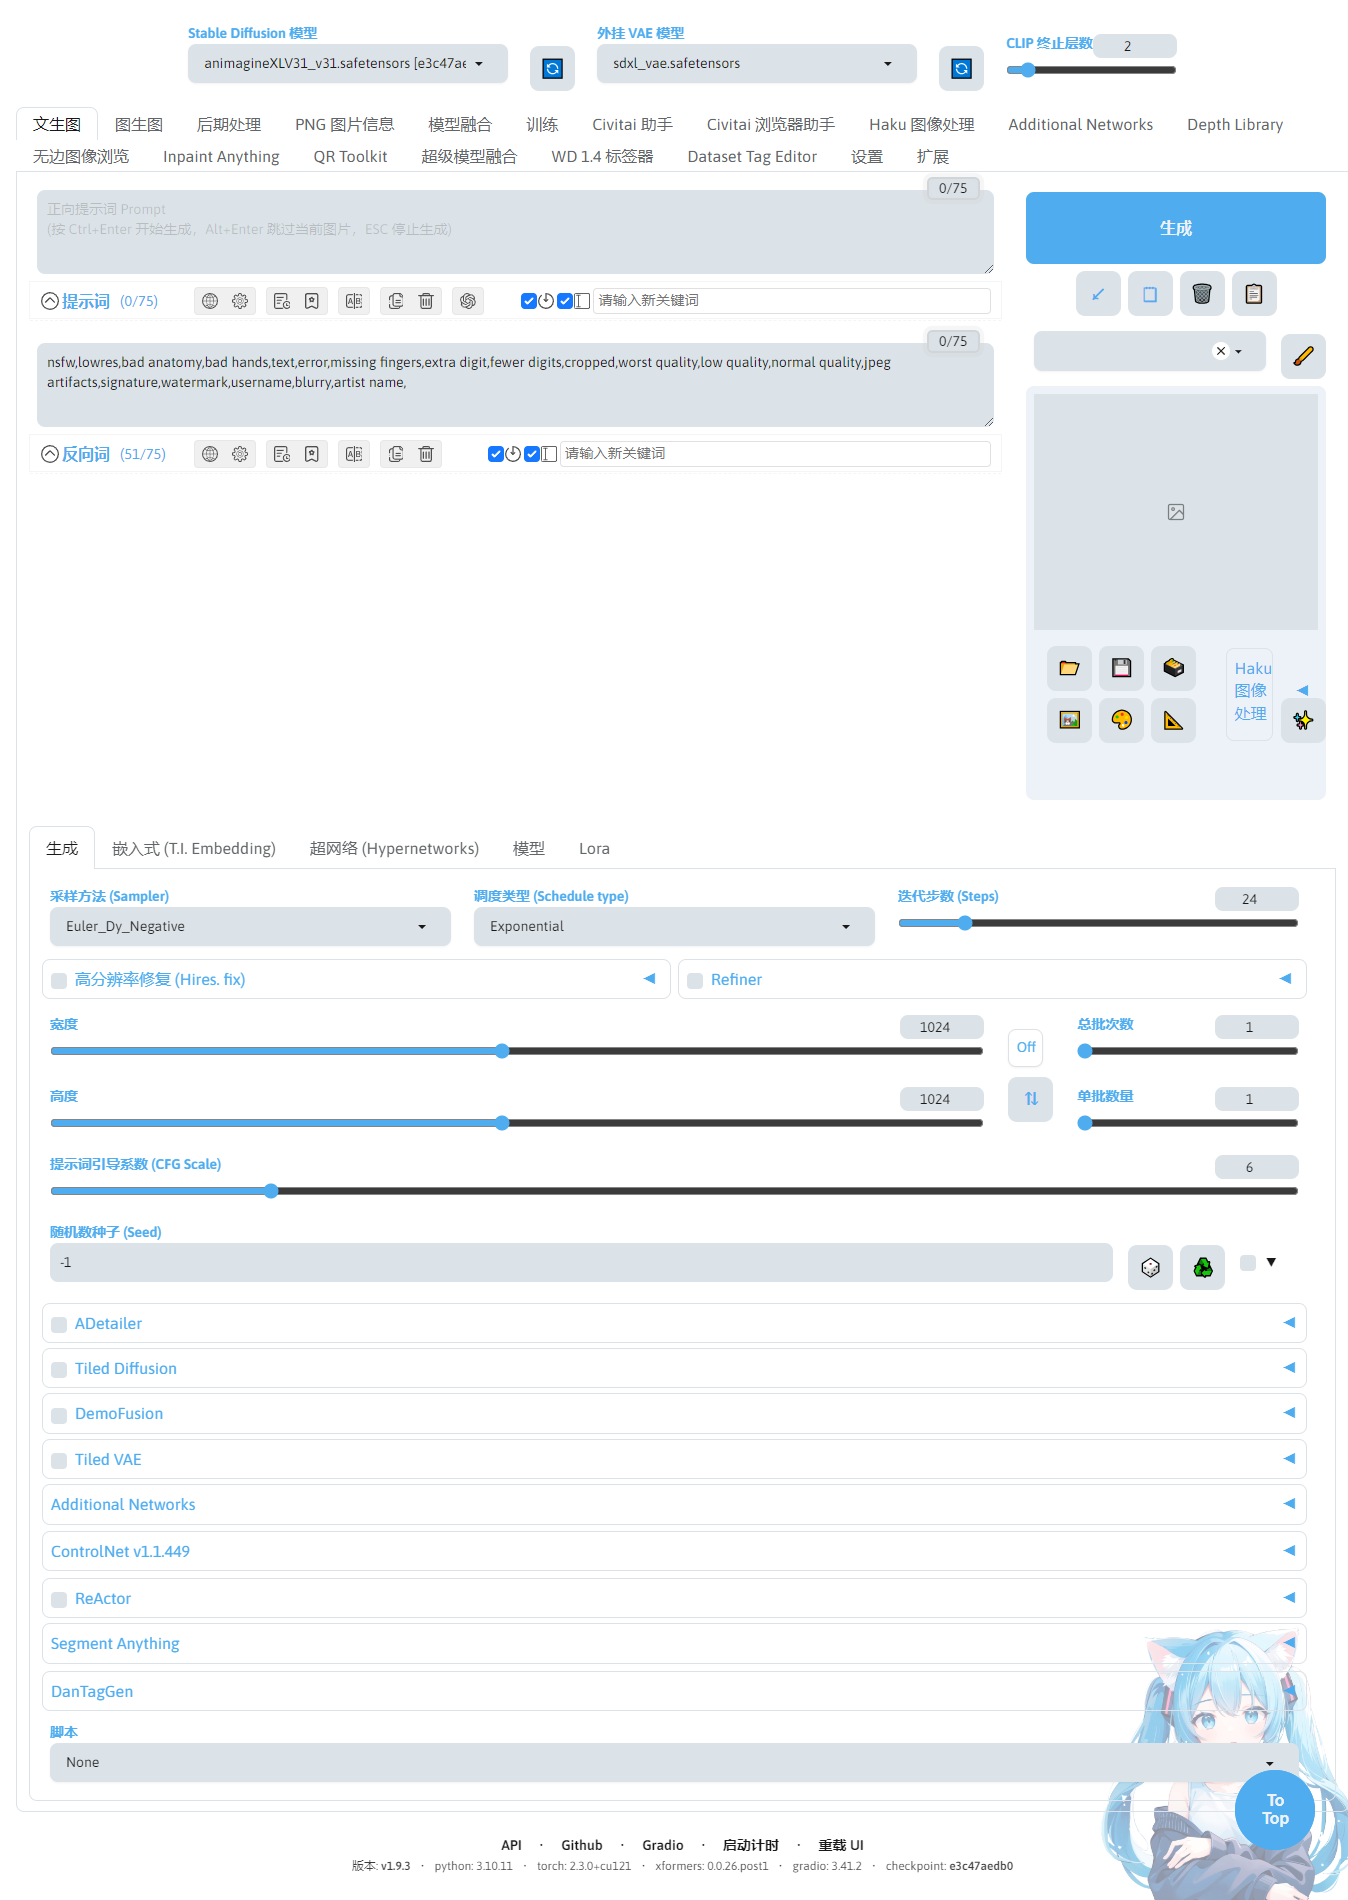 Stable Diffusion 模型
外挂 VAE 模型
CLIP 终止层数
2
animagineXLV31_v31.safetensors [e3c47ae
sdxl_vae.safetensors
文生图 图生图 后期处理 PNG 图片信息 模型融合 训练 Civitai 助手 Civitai 浏览器助手 Haku 图像处理 Additional Networks Depth Library
无边图像浏览 Inpaint Anything QR Toolkit 超级模型融合 WD 1.4 标签器 Dataset Tag Editor 设置 扩展
0/75
正向提示词 Prompt
(按 Ctrl+Enter 开始生成，Alt+Enter 跳过当前图片，ESC 停止生成)
生成
提示词 (0/75)
请输入新关键词
0/75
nsfw,lowres,bad anatomy,bad hands,text,error,missing fingers,extra digit,fewer digits,cropped,worst quality,low quality,normal quality,jpeg
artifacts,signature,watermark,username,blurry,artist name,
反向词 (51/75)
请输入新关键词
Haku
图像
处理
生成 嵌入式 (T.I. Embedding) 超网络 (Hypernetworks) 模型 Lora
采样方法 (Sampler)
调度类型 (Schedule type)
迭代步数 (Steps)
24
Euler_Dy_Negative
Exponential
高分辨率修复 (Hires. fix)
Refiner
宽度
1024
Off
总批次数
1
高度
1024
单批数量
1
提示词引导系数 (CFG Scale)
6
随机数种子 (Seed)
-1
ADetailer
Tiled Diffusion
DemoFusion
Tiled VAE
Additional Networks
ControlNet v1.1.449
ReActor
Segment Anything
DanTagGen
脚本
None
To
Top
API · Github · Gradio · 启动计时 · 重载 UI
版本: v1.9.3 · python: 3.10.11 · torch: 2.3.0+cu121 · xformers: 0.0.26.post1 · gradio: 3.41.2 · checkpoint: e3c47aedb0